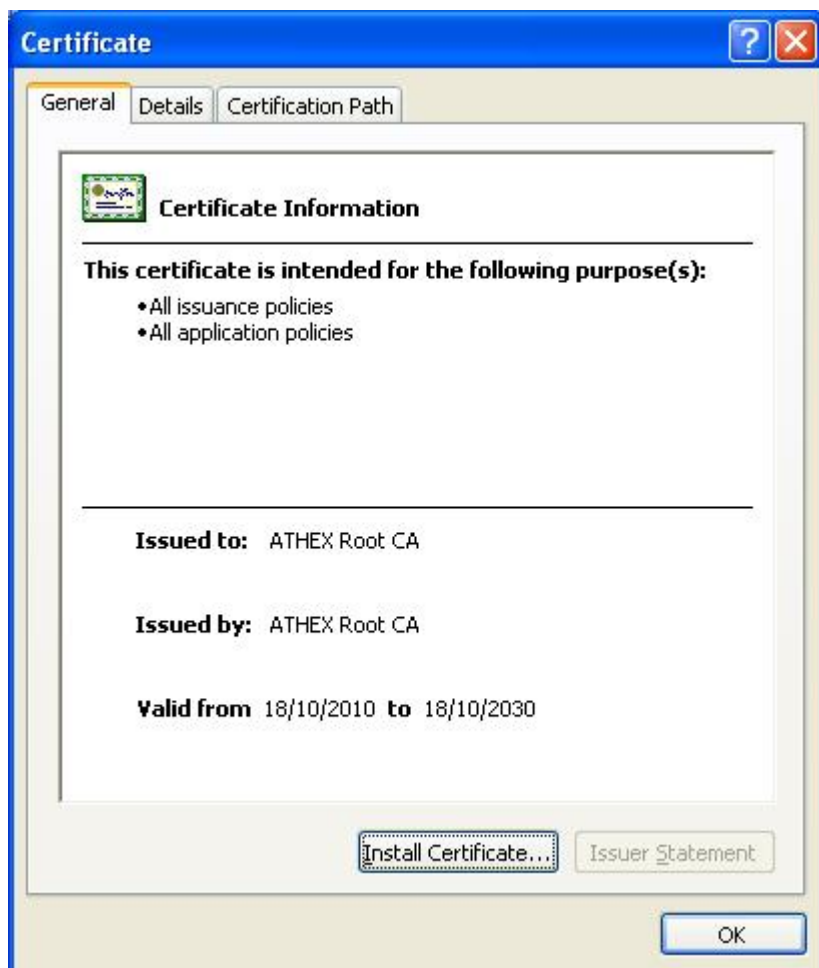 Certificate
General Details Certification Path
Certificate Information
This certificate is intended for the following purpose(s):
•All issuance policies
•All application policies
Issued to: ATHEX Root CA
Issued by: ATHEX Root CA
Valid from 18/10/2010 to 18/10/2030
Install Certificate... Issuer Statement
OK